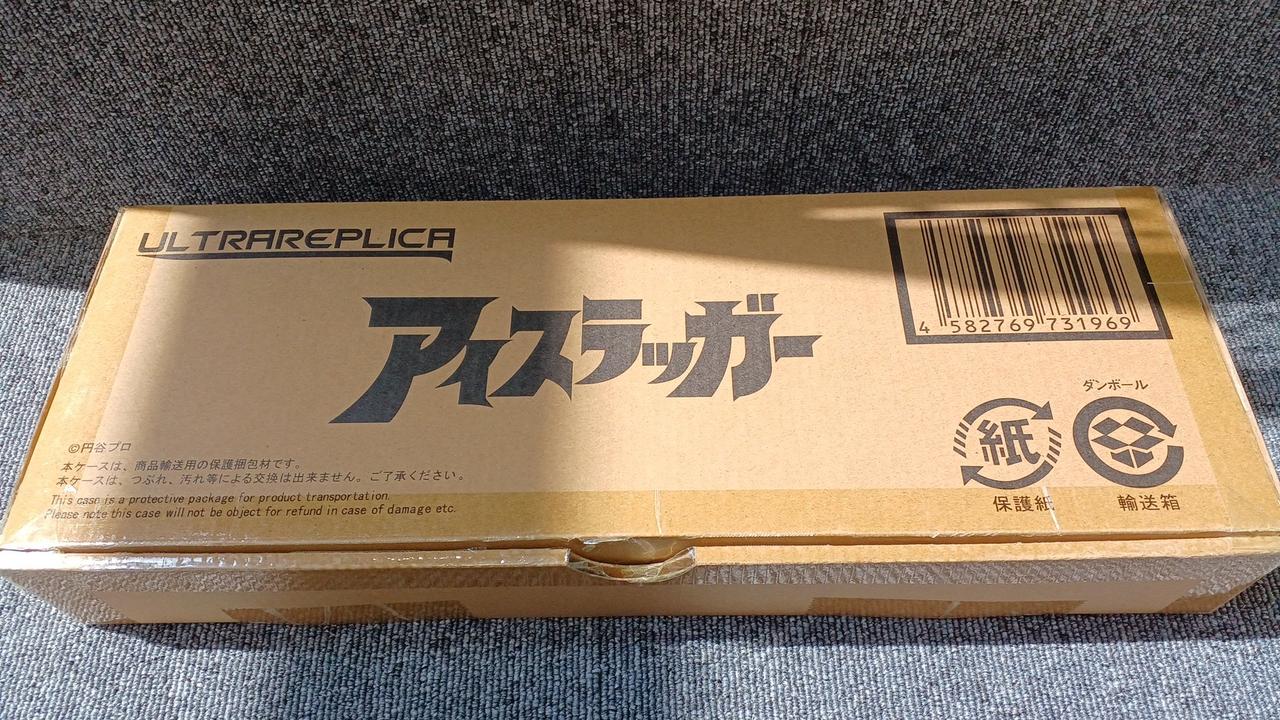 ULTRAREPLICA
アイスラッガー
4 582769 731969
ダンボール
紙
保護紙
輸送箱
©円谷プロ
本ケースは、商品輸送用の保護梱包材です。
本ケースは、つぶれ、汚れ等による交換は出来ません。ご了承ください。
This case is a protective package for product transportation.
Please note this case will not be object for refund in case of damage etc.